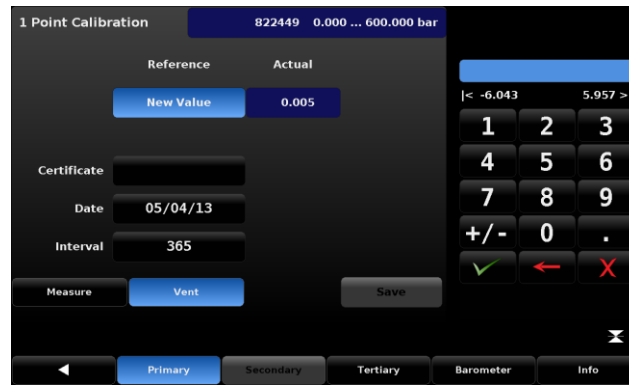 1 Point Calibration
822449 0.000 ... 600.000 bar
Reference Actual
New Value 0.005
|< -6.043 5.957 >
1 2 3
4 5 6
7 8 9
+/- 0 .
Certificate
Date 05/04/13
Interval 365
Measure Vent Save
Primary Secondary Tertiary Barometer Info